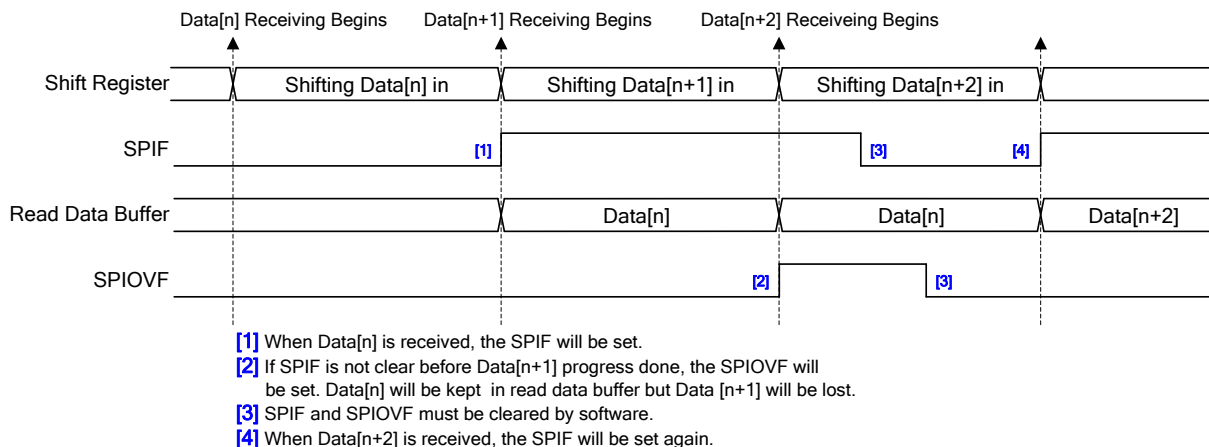 Data[n] Receiving Begins Data[n+1] Receiving Begins Data[n+2] Receiveing Begins
Shift Register Shifting Data[n] in Shifting Data[n+1] in Shifting Data[n+2] in
SPIF [1] [3] [4]
Read Data Buffer Data[n] Data[n] Data[n+2]
SPIOVF [2] [3]
[1] When Data[n] is received, the SPIF will be set.
[2] If SPIF is not clear before Data[n+1] progress done, the SPIOVF will
be set. Data[n] will be kept in read data buffer but Data [n+1] will be lost.
[3] SPIF and SPIOVF must be cleared by software.
[4] When Data[n+2] is received, the SPIF will be set again.